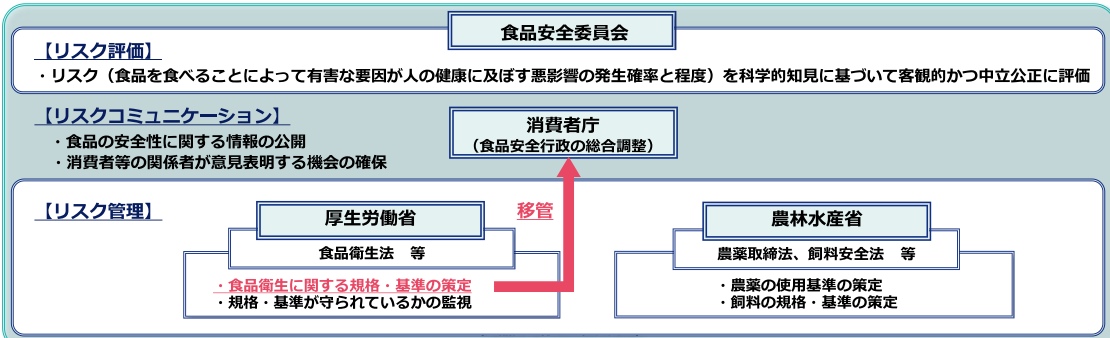 食品安全委員会
【リスク評価】
・リスク（食品を食べることによって有害な要因が人の健康に及ぼす悪影響の発生確率と程度）を科学的知見に基づいて客観的かつ中立公正に評価
【リスクコミュニケーション】
・食品の安全性に関する情報の公開
・消費者等の関係者が意見表明する機会の確保
消費者庁
（食品安全行政の総合調整）
【リスク管理】
厚生労働省
食品衛生法　等
・食品衛生に関する規格・基準の策定
・規格・基準が守られているかの監視
移管
農林水産省
農薬取締法、飼料安全法　等
・農薬の使用基準の策定
・飼料の規格・基準の策定